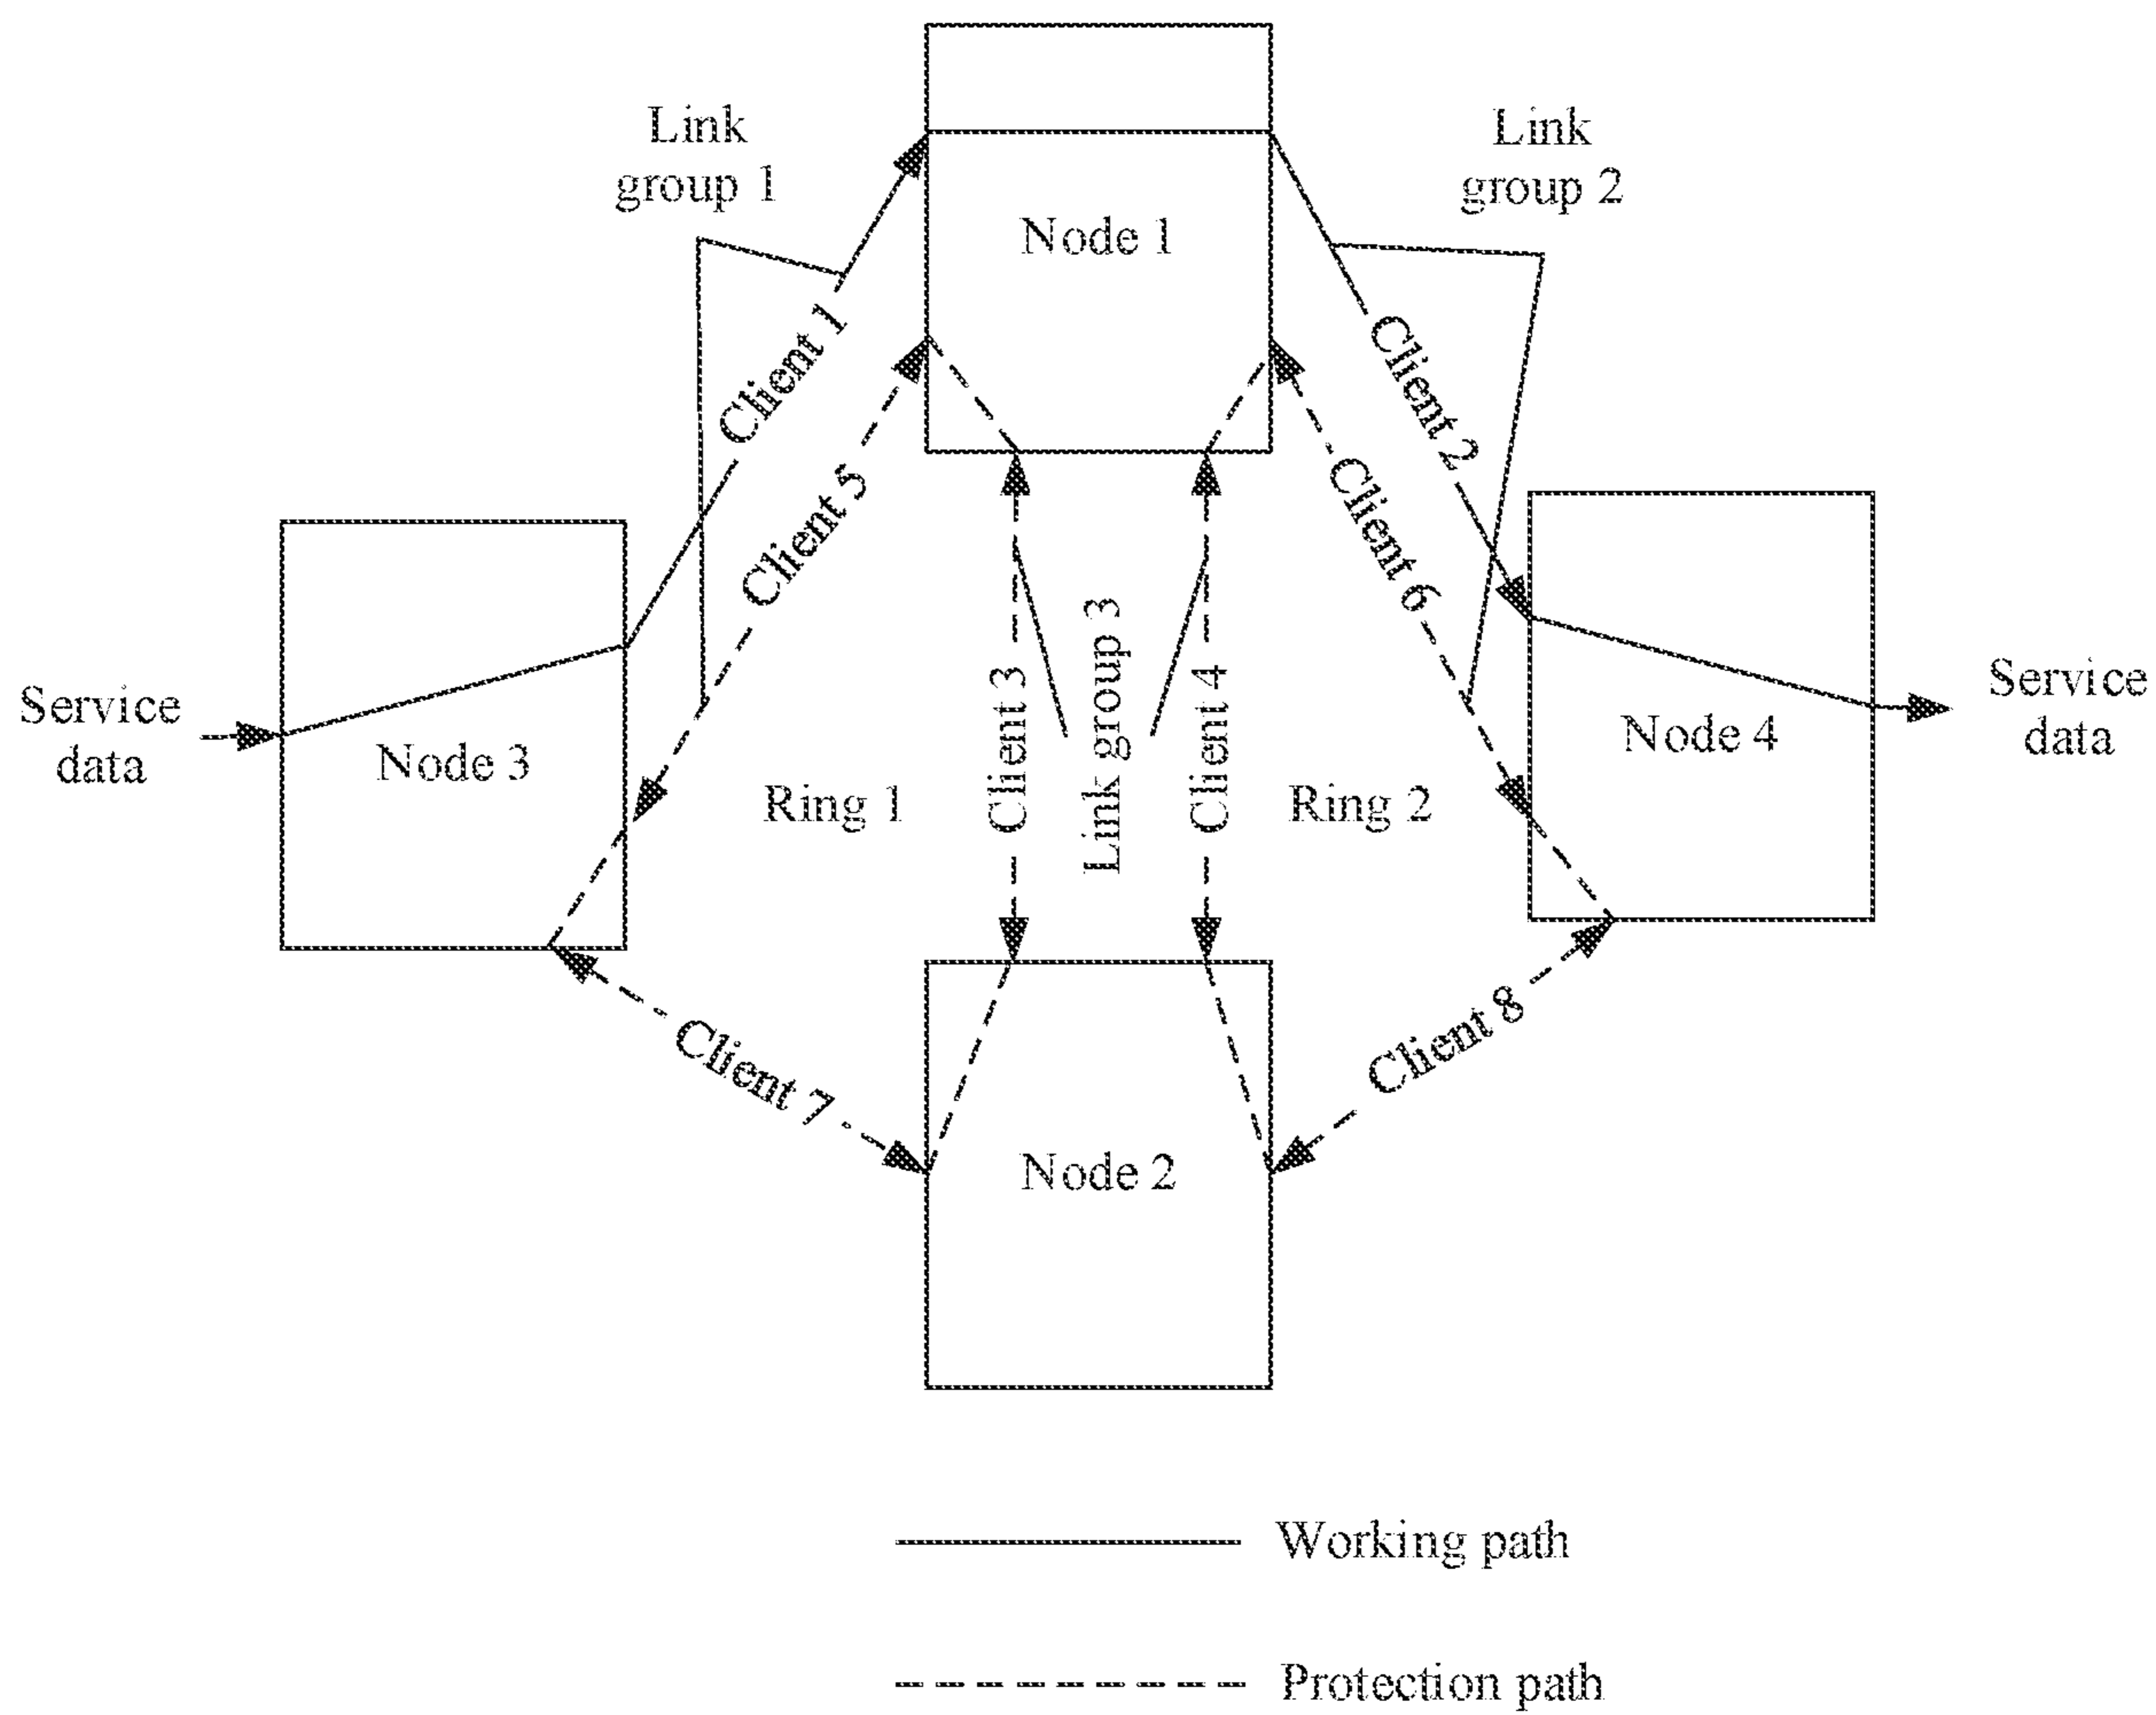 Link
group 1
Link
group 2
Node 1
Client 1
Client 2
Client 5
Client 6
Service
data
Node 3
Ring 1
Client 3
Link group 3
Client 4
Ring 2
Node 4
Service
data
Client 7
Client 8
Node 2
Working path
Protection path